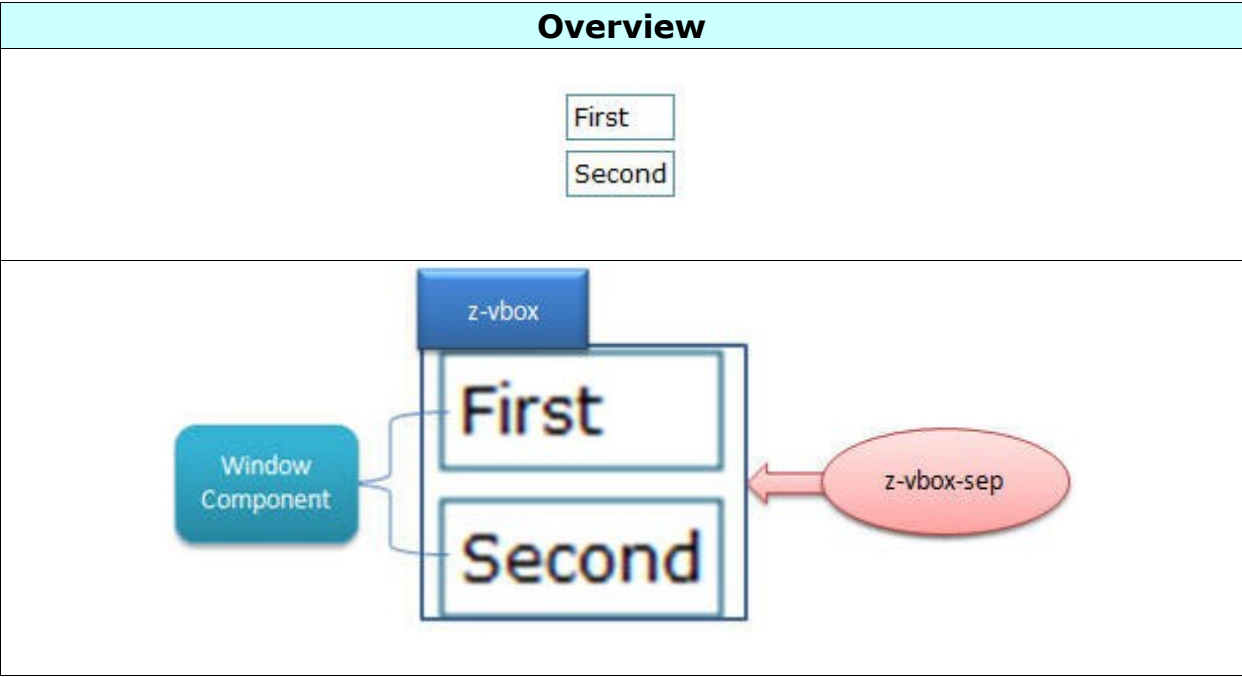 Overview
First
Second
z-vbox
First
Window
Component
z-vbox-sep
Second